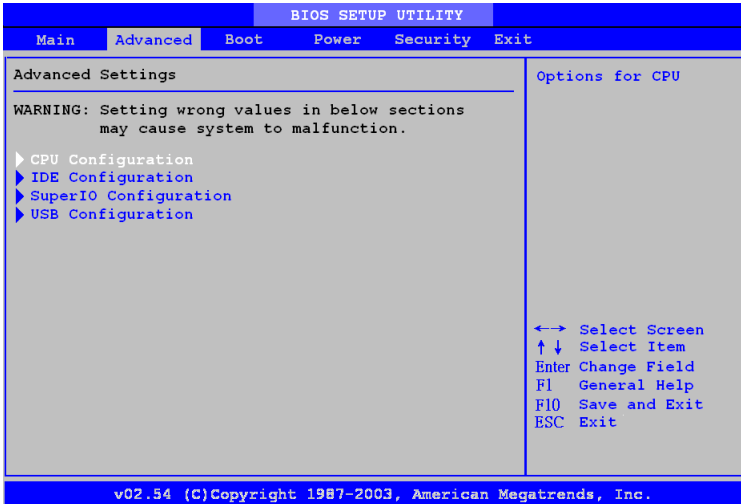 BIOS SETUP UTILITY
Main Advanced Boot Power Security Exit
Advanced Settings
WARNING: Setting wrong values in below sections
may cause system to malfunction.
CPU Configuration
IDE Configuration
SuperIO Configuration
USB Configuration
Options for CPU
←→ Select Screen
↑↓ Select Item
Enter Change Field
F1 General Help
F10 Save and Exit
ESC Exit
v02.54 (C)Copyright 1987-2003, American Megatrends, Inc.